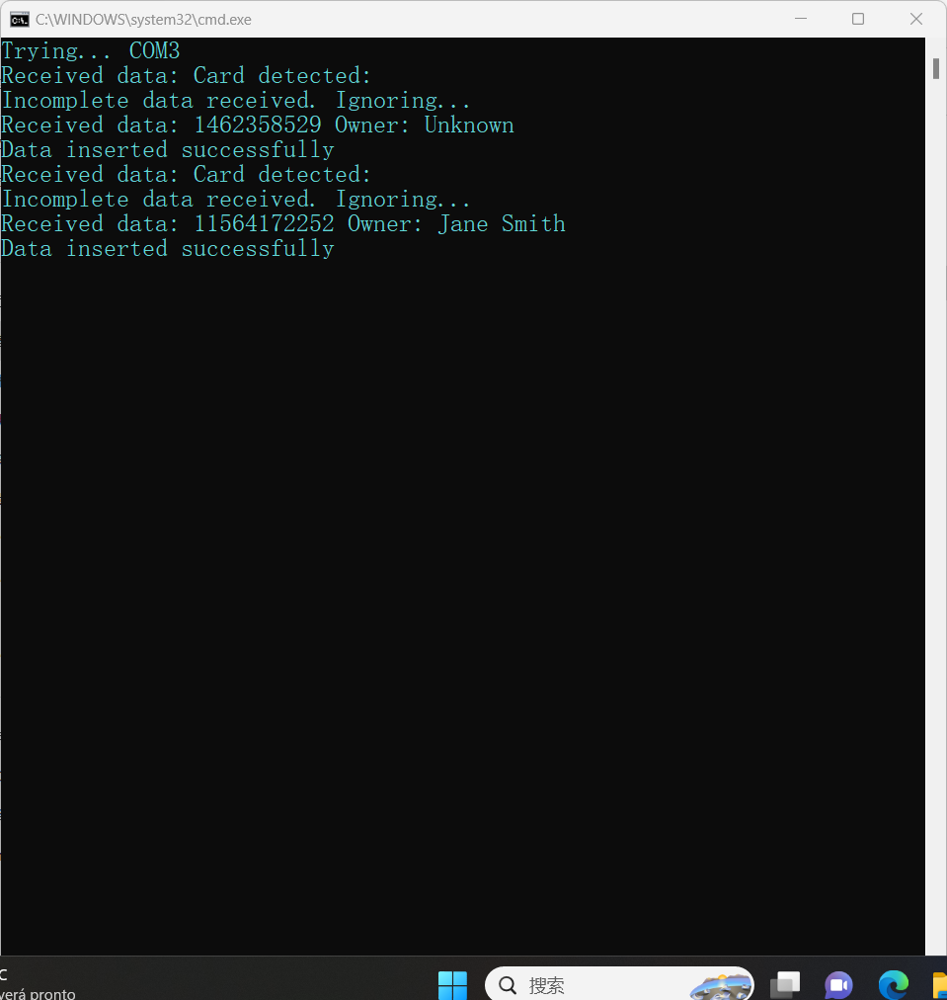 C:\WINDOWS\system32\cmd.exe
Trying... COM3
Received data: Card detected:
Incomplete data received. Ignoring...
Received data: 1462358529 Owner: Unknown
Data inserted successfully
Received data: Card detected:
Incomplete data received. Ignoring...
Received data: 11564172252 Owner: Jane Smith
Data inserted successfully
C
verá pronto
搜索